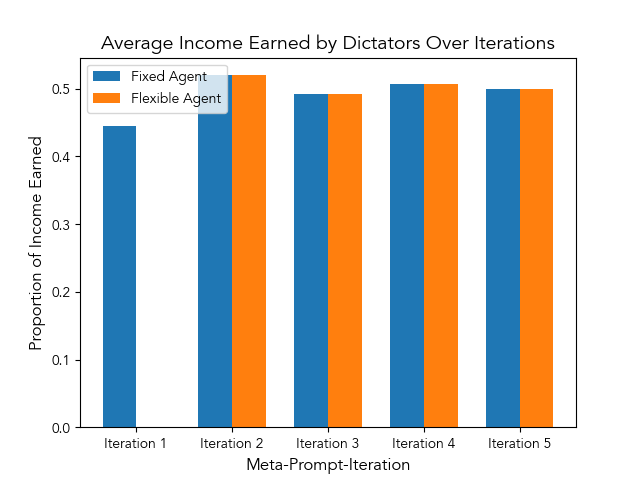 Average Income Earned by Dictators Over Iterations
Fixed Agent
Flexible Agent
Proportion of Income Earned
0.5
0.4
0.3
0.2
0.1
0.0
Iteration 1
Iteration 2
Iteration 3
Iteration 4
Iteration 5
Meta-Prompt-Iteration